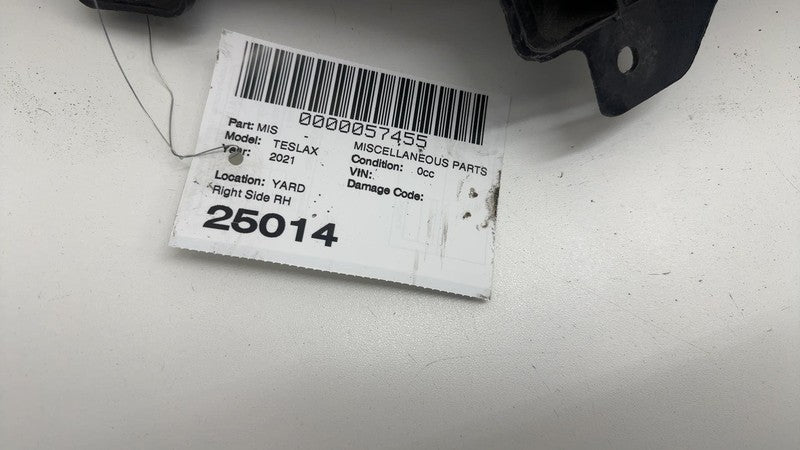 0000057455
Part: MIS MISCELLANEOUS PARTS
Model: TESLAX Condition: 0cc
Year: 2021 VIN:
Damage Code:
Location: YARD
Right Side RH
25014